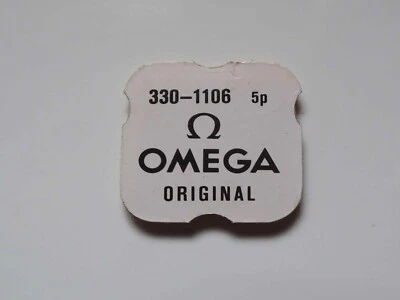 330-1106 5p
Ω
OMEGA
ORIGINAL